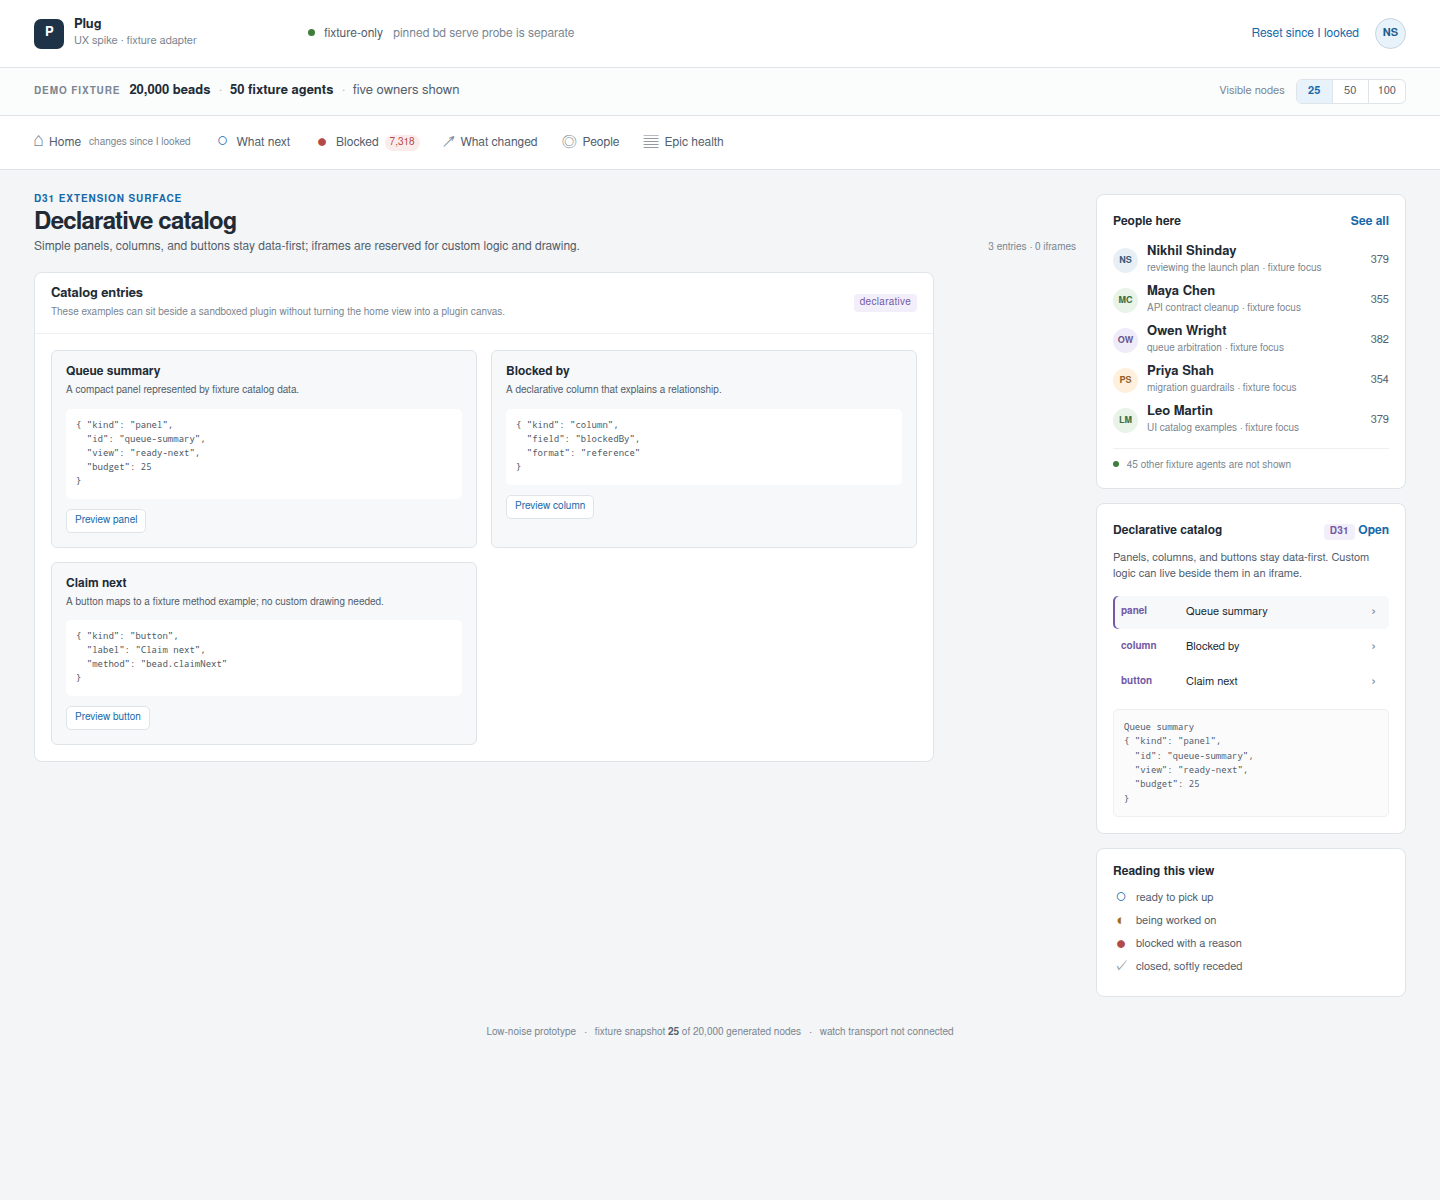 P
Plug
UX spike · fixture adapter
fixture-only pinned bd serve probe is separate
Reset since I looked
NS
DEMO FIXTURE 20,000 beads · 50 fixture agents · five owners shown
Visible nodes 25 50 100
Home changes since I looked
What next
Blocked 7,318
What changed
People
Epic health
D31 EXTENSION SURFACE
Declarative catalog
Simple panels, columns, and buttons stay data-first; iframes are reserved for custom logic and drawing.
3 entries · 0 iframes
Catalog entries
These examples can sit beside a sandboxed plugin without turning the home view into a plugin canvas.
declarative
Queue summary
A compact panel represented by fixture catalog data.
{ "kind": "panel",
"id": "queue-summary",
"view": "ready-next",
"budget": 25
}
Preview panel
Blocked by
A declarative column that explains a relationship.
{ "kind": "column",
"field": "blockedBy",
"format": "reference"
}
Preview column
Claim next
A button maps to a fixture method example; no custom drawing needed.
{ "kind": "button",
"label": "Claim next",
"method": "bead.claimNext"
}
Preview button
People here
See all
NS
Nikhil Shinday
reviewing the launch plan · fixture focus
379
MC
Maya Chen
API contract cleanup · fixture focus
355
OW
Owen Wright
queue arbitration · fixture focus
382
PS
Priya Shah
migration guardrails · fixture focus
354
LM
Leo Martin
UI catalog examples · fixture focus
379
45 other fixture agents are not shown
Declarative catalog
D31 Open
Panels, columns, and buttons stay data-first. Custom
logic can live beside them in an iframe.
panel Queue summary ›
column Blocked by ›
button Claim next ›
Queue summary
{ "kind": "panel",
"id": "queue-summary",
"view": "ready-next",
"budget": 25
}
Reading this view
ready to pick up
being worked on
blocked with a reason
closed, softly receded
Low-noise prototype · fixture snapshot 25 of 20,000 generated nodes · watch transport not connected